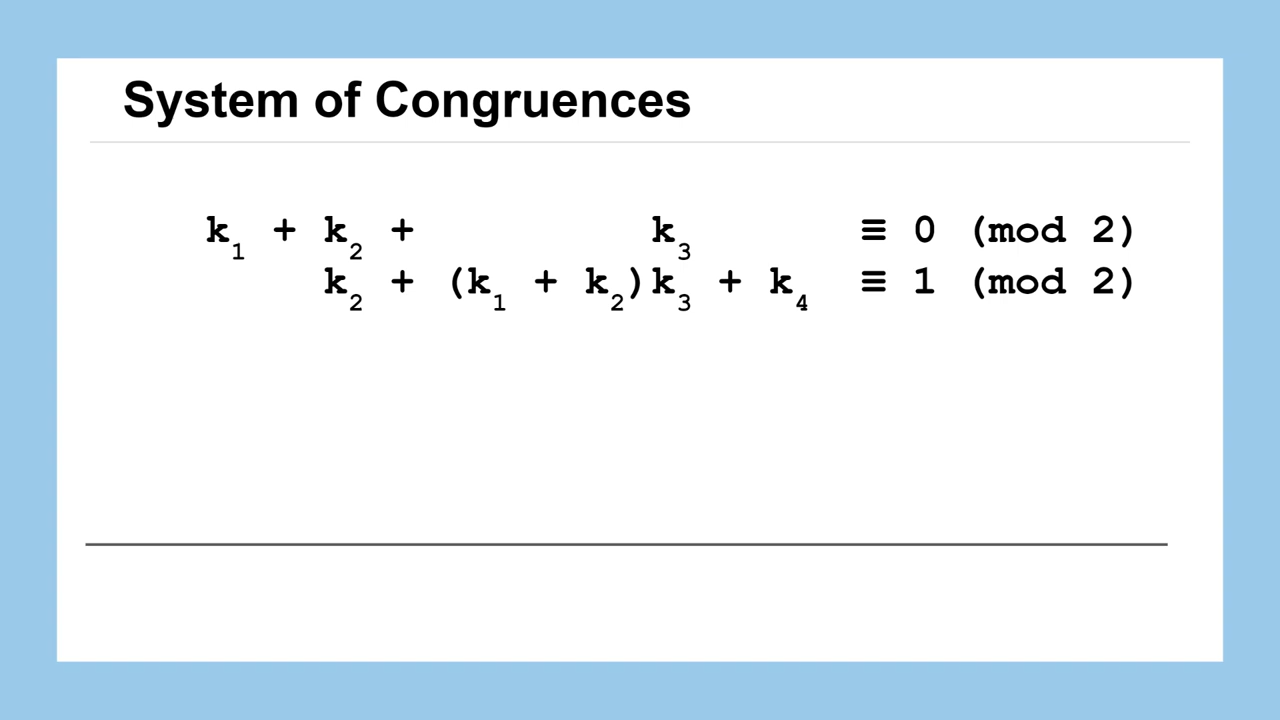 System of Congruences
k₁ + k₂ + k₃ ≡ 0 (mod 2)
k₂ + (k₁ + k₂)k₃ + k₄ ≡ 1 (mod 2)